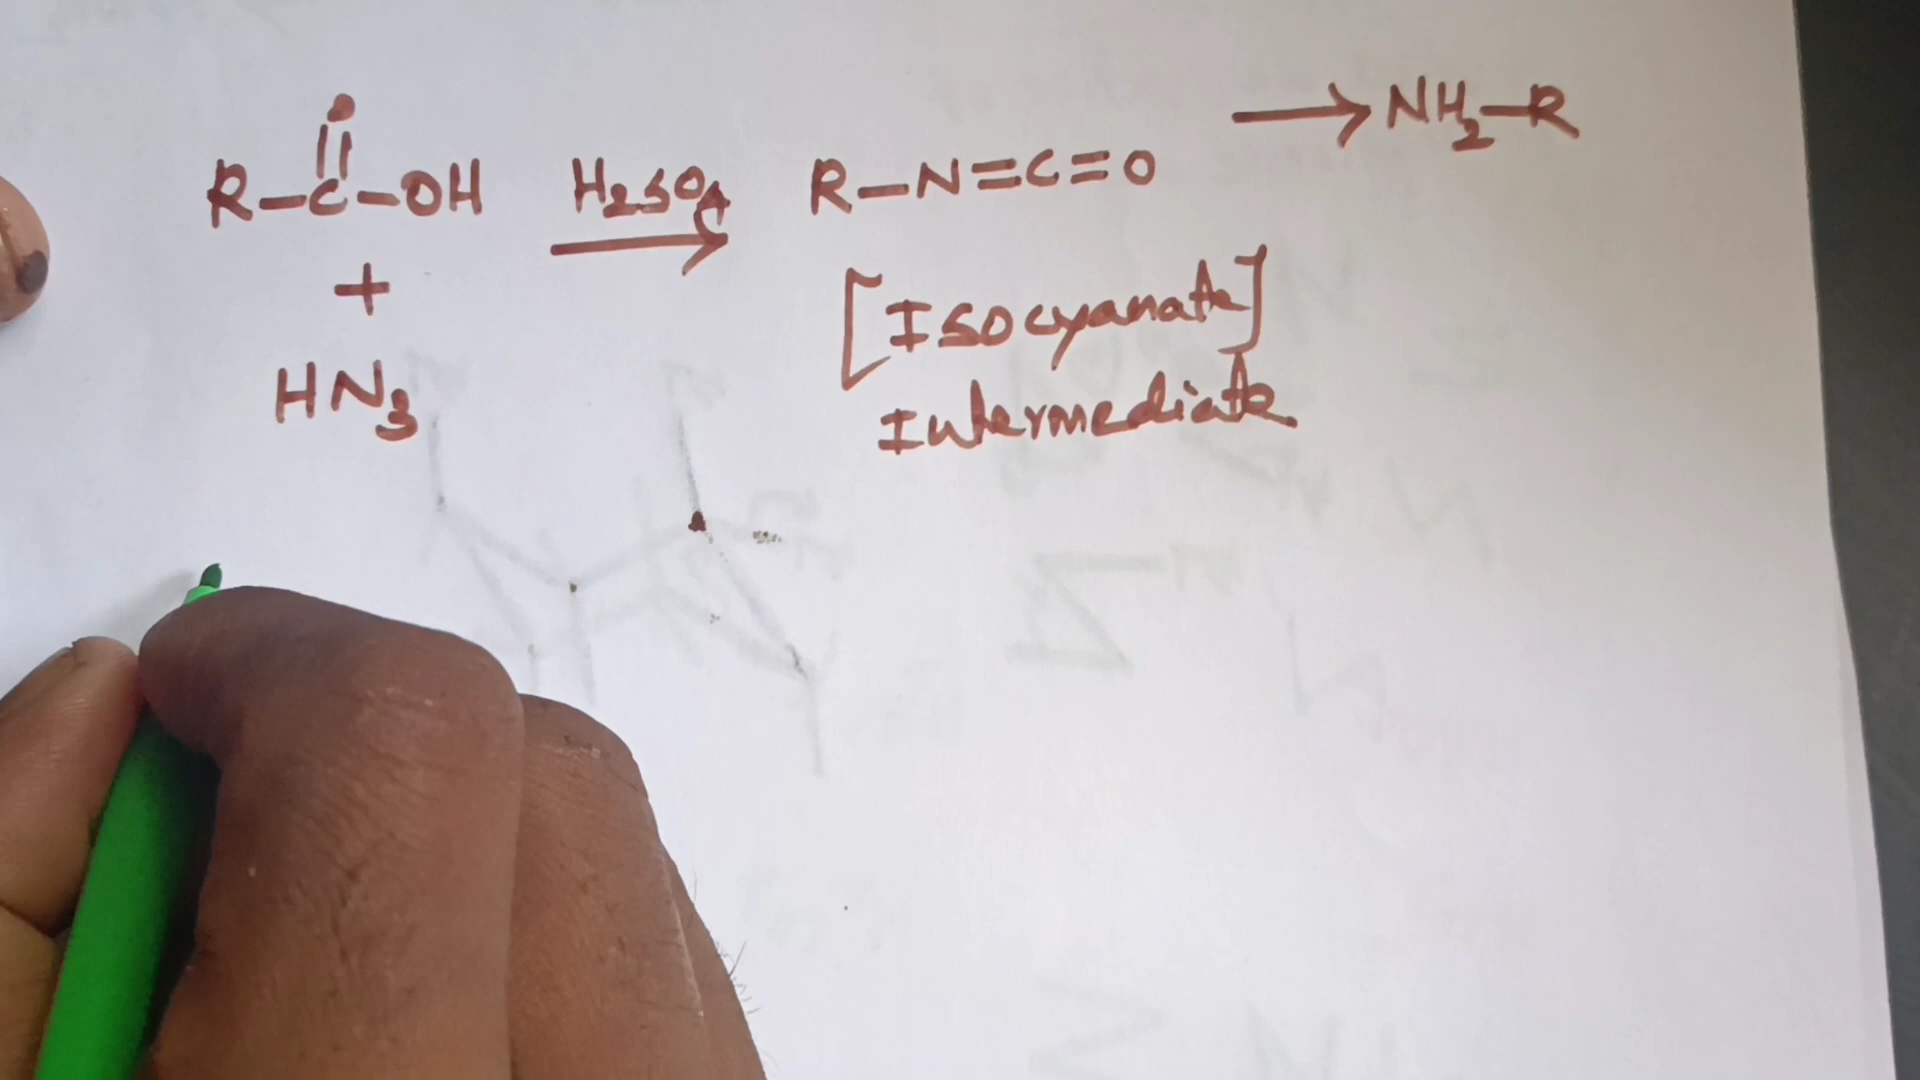 R-C-OH H2SO4 R-N=C=O → NH2-R
+
HN3
[Isocyanate]
Intermediate